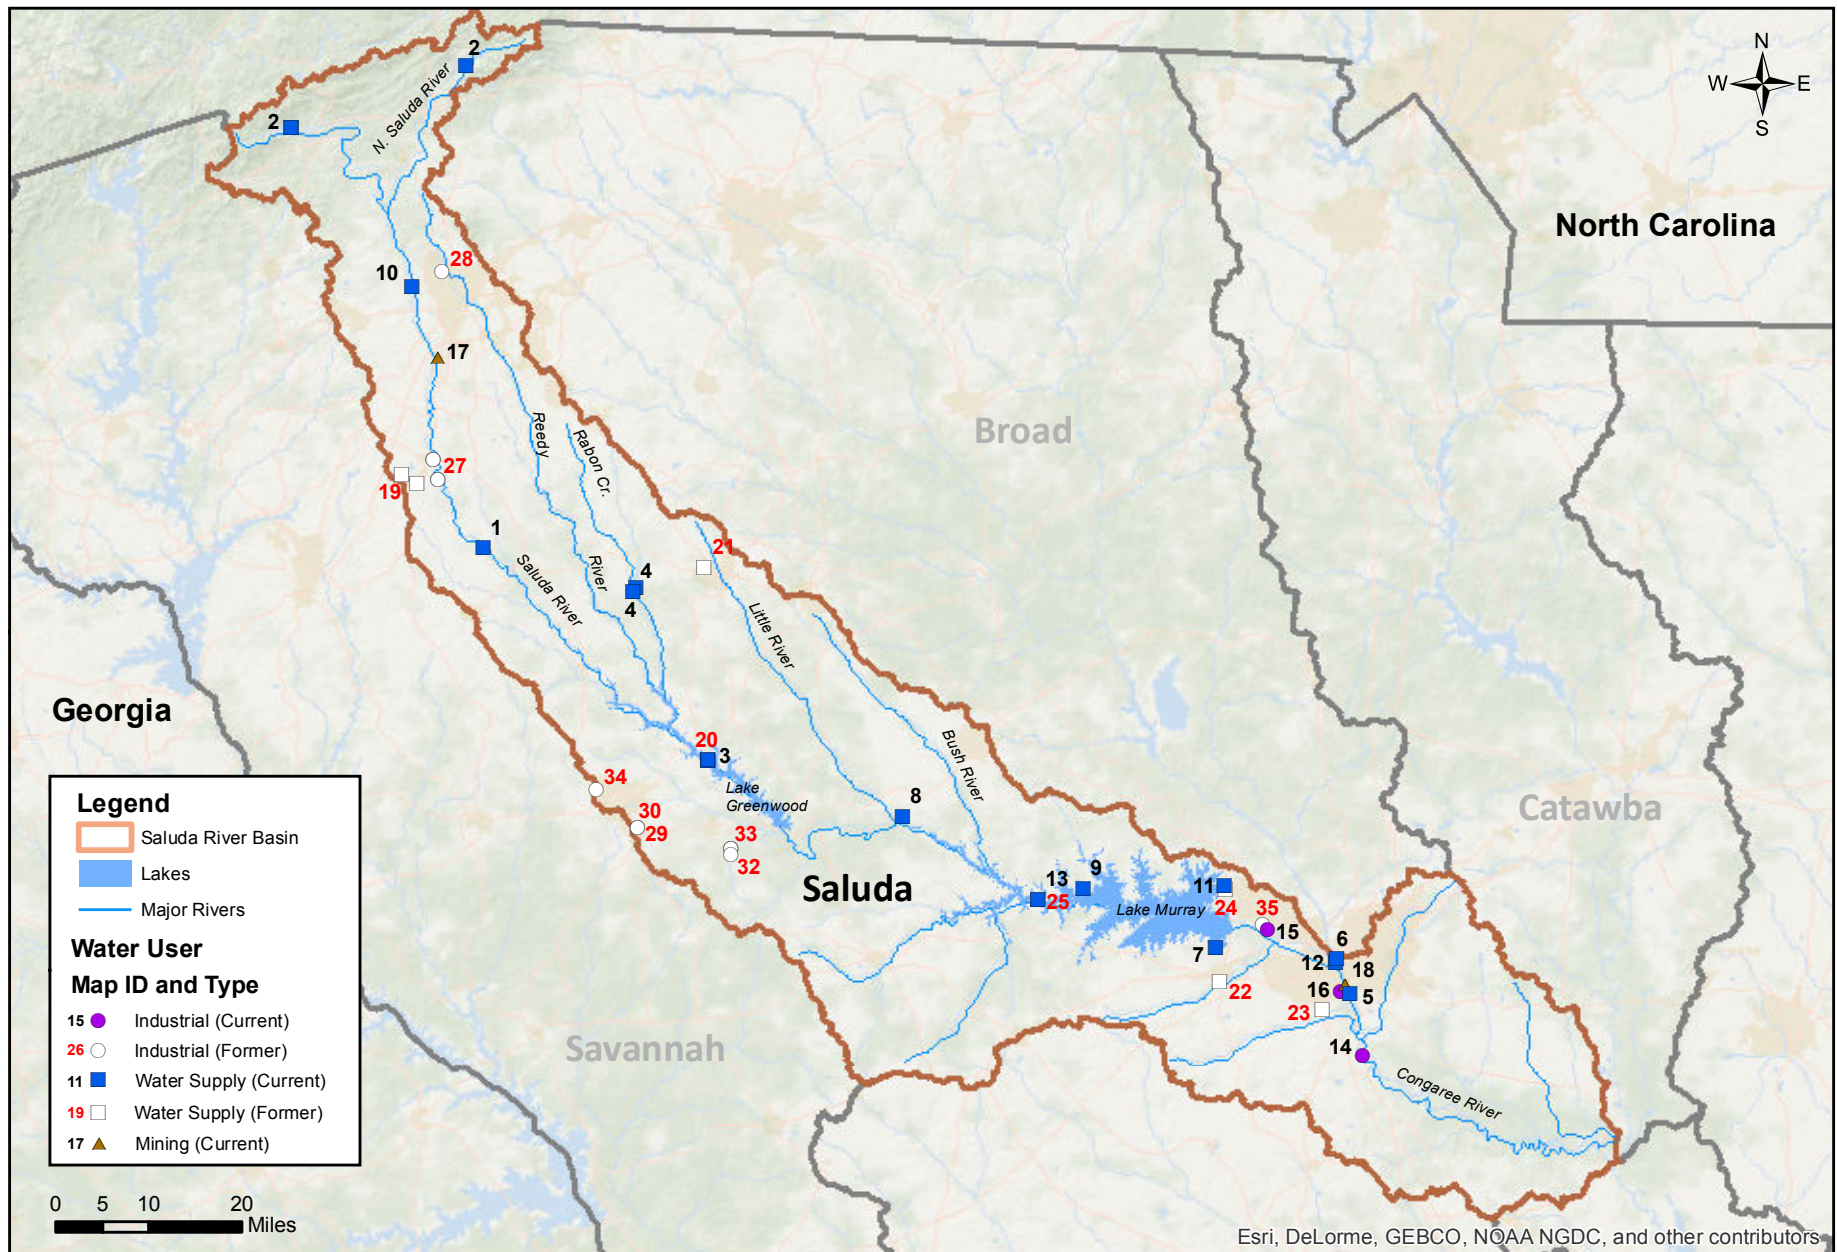 2
N
W E
S
N. Saluda River
2
North Carolina
28
10
17
Reedy
Rabon Cr.
Broad
27
19
1
21
Saluda River
River
4
4
Little River
Georgia
20
3
Bush River
Lake
Greenwood
34
8
Catawba
30
29
33
32
Saluda
13
25
9
11
24
Lake Murray
35
15
7
6
12
18
16
5
22
23
14
Savannah
Congaree River
Legend
Saluda River Basin
Lakes
Major Rivers
Water User
Map ID and Type
15 Industrial (Current)
26 Industrial (Former)
11 Water Supply (Current)
19 Water Supply (Former)
17 Mining (Current)
0 5 10 20
Miles
Esri, DeLorme, GEBCO, NOAA NGDC, and other contributors